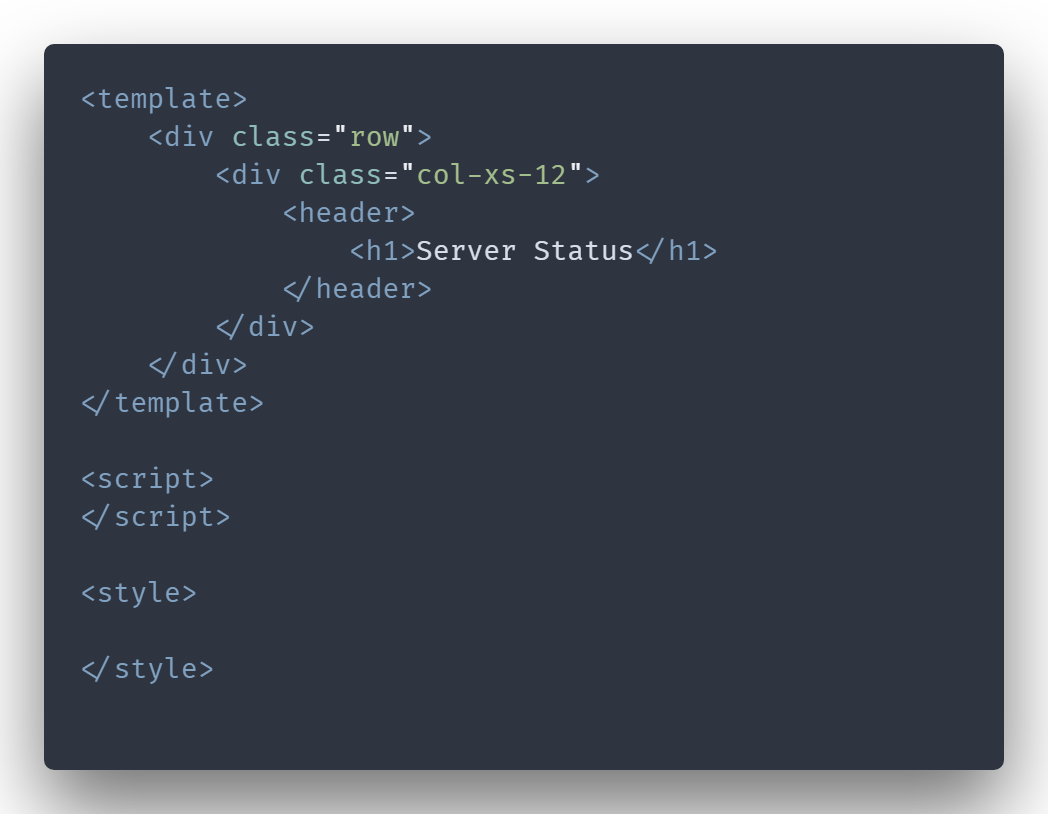 <template>
    <div class="row">
        <div class="col-xs-12">
            <header>
                <h1>Server Status</h1>
            </header>
        </div>
    </div>
</template>

<script>
</script>

<style>

</style>